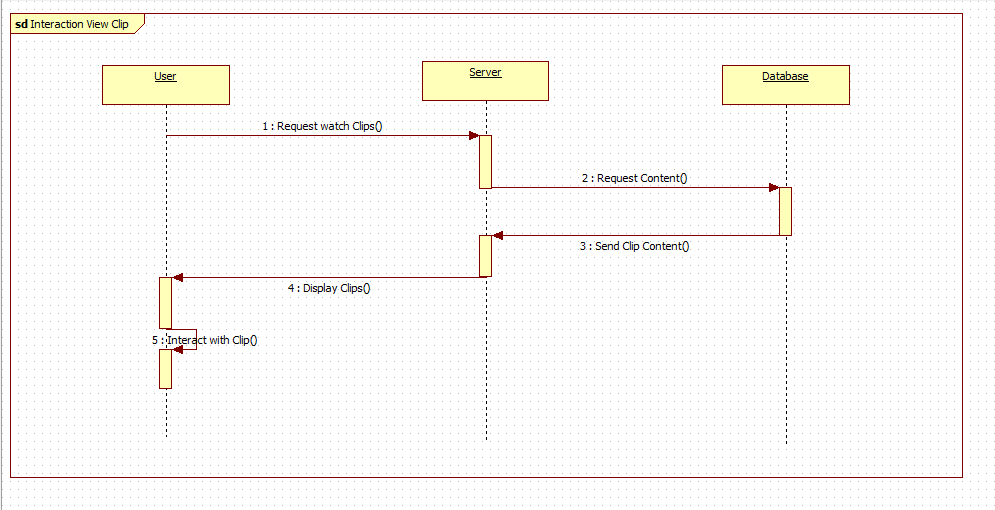 sd Interaction View Clip
User
Server
Database
1 : Request watch Clips()
2 : Request Content()
3 : Send Clip Content()
4 : Display Clips()
5 : Interact with Clip()